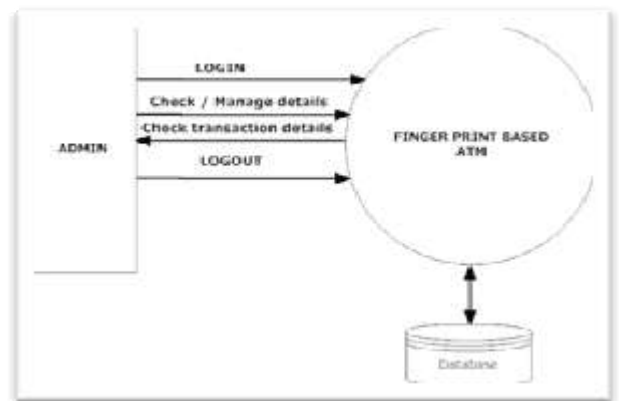 LOGIN
Check / Manage details
Check transaction details
ADMIN
LOGOUT
FINGER PRINT BASED
ATM
Database